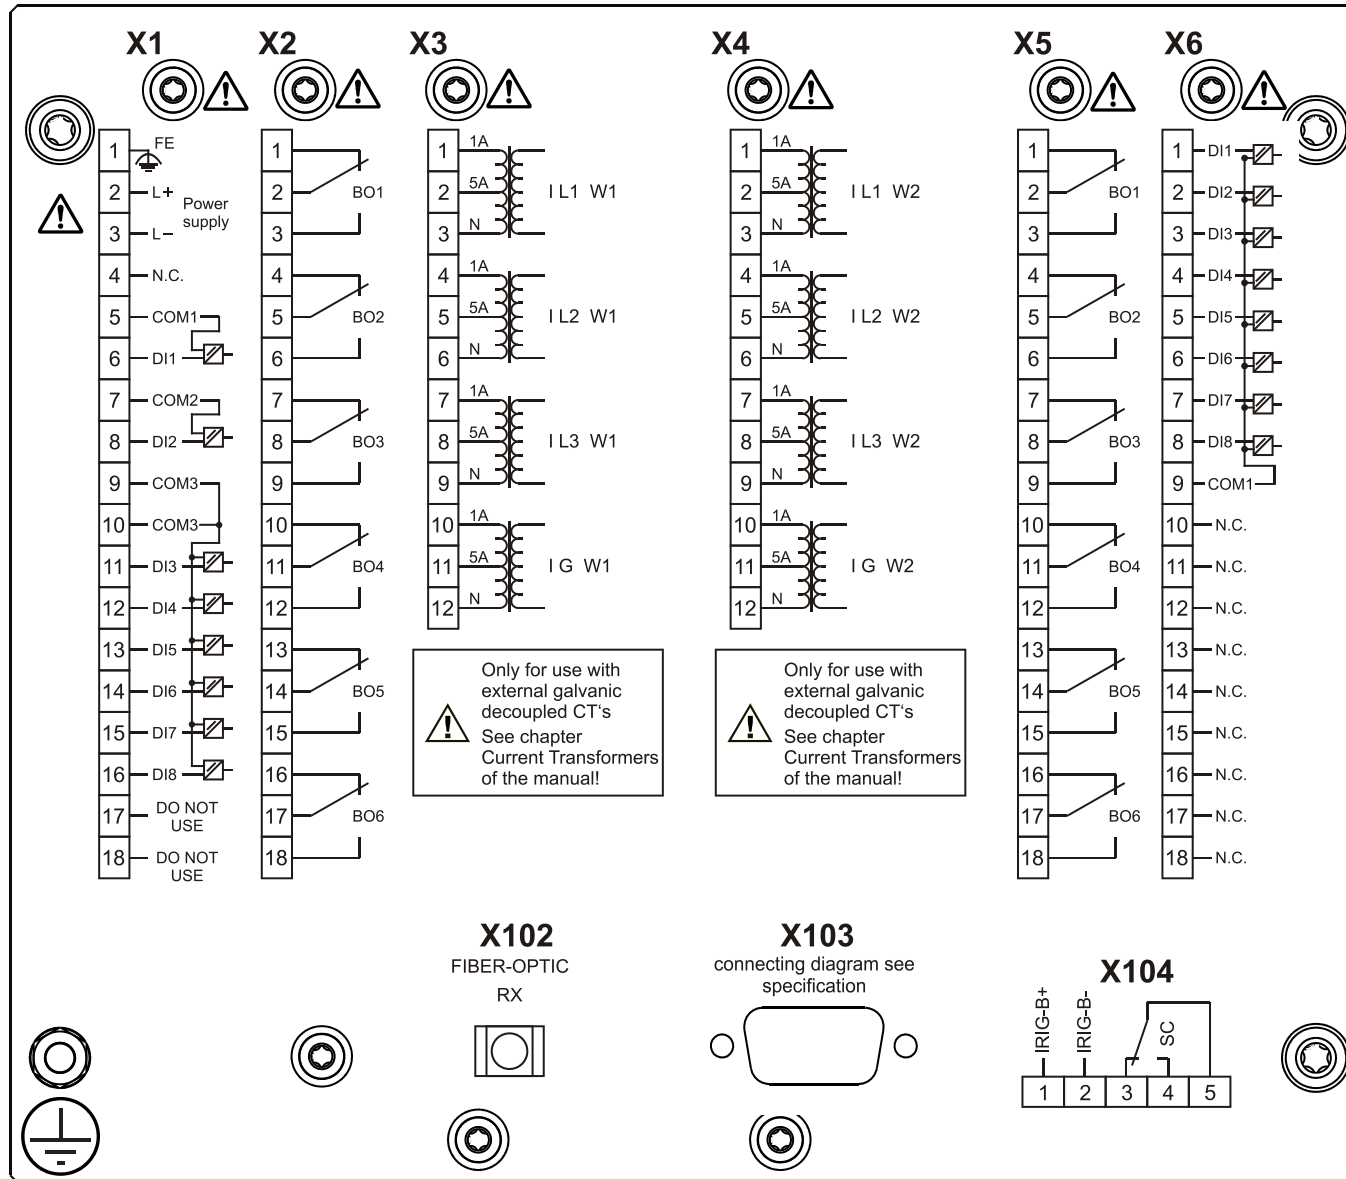 X1
X2
X3
X4
X5
X6
1 FE
2 L+
Power
supply
3 L–
4 N.C.
5 COM1
6 DI1
7 COM2
8 DI2
9 COM3
10 COM3
11 DI3
12 DI4
13 DI5
14 DI6
15 DI7
16 DI8
17 DO NOT
USE
18 DO NOT
USE
1
2 BO1
3
4
5 BO2
6
7
8 BO3
9
10
11 BO4
12
13
14 BO5
15
16
17 BO6
18
1 1A
2 5A I L1 W1
3 N
4 1A
5 5A I L2 W1
6 N
7 1A
8 5A I L3 W1
9 N
10 1A
11 5A I G W1
12 N
Only for use with
external galvanic
decoupled CT's
See chapter
Current Transformers
of the manual!
1 1A
2 5A I L1 W2
3 N
4 1A
5 5A I L2 W2
6 N
7 1A
8 5A I L3 W2
9 N
10 1A
11 5A I G W2
12 N
Only for use with
external galvanic
decoupled CT's
See chapter
Current Transformers
of the manual!
1
2 BO1
3
4
5 BO2
6
7
8 BO3
9
10
11 BO4
12
13
14 BO5
15
16
17 BO6
18
1 DI1
2 DI2
3 DI3
4 DI4
5 DI5
6 DI6
7 DI7
8 DI8
9 COM1
10 N.C.
11 N.C.
12 N.C.
13 N.C.
14 N.C.
15 N.C.
16 N.C.
17 N.C.
18 N.C.
X102
FIBER-OPTIC
RX
X103
connecting diagram see
specification
X104
IRIG-B+
IRIG-B-
SC
1 2 3 4 5